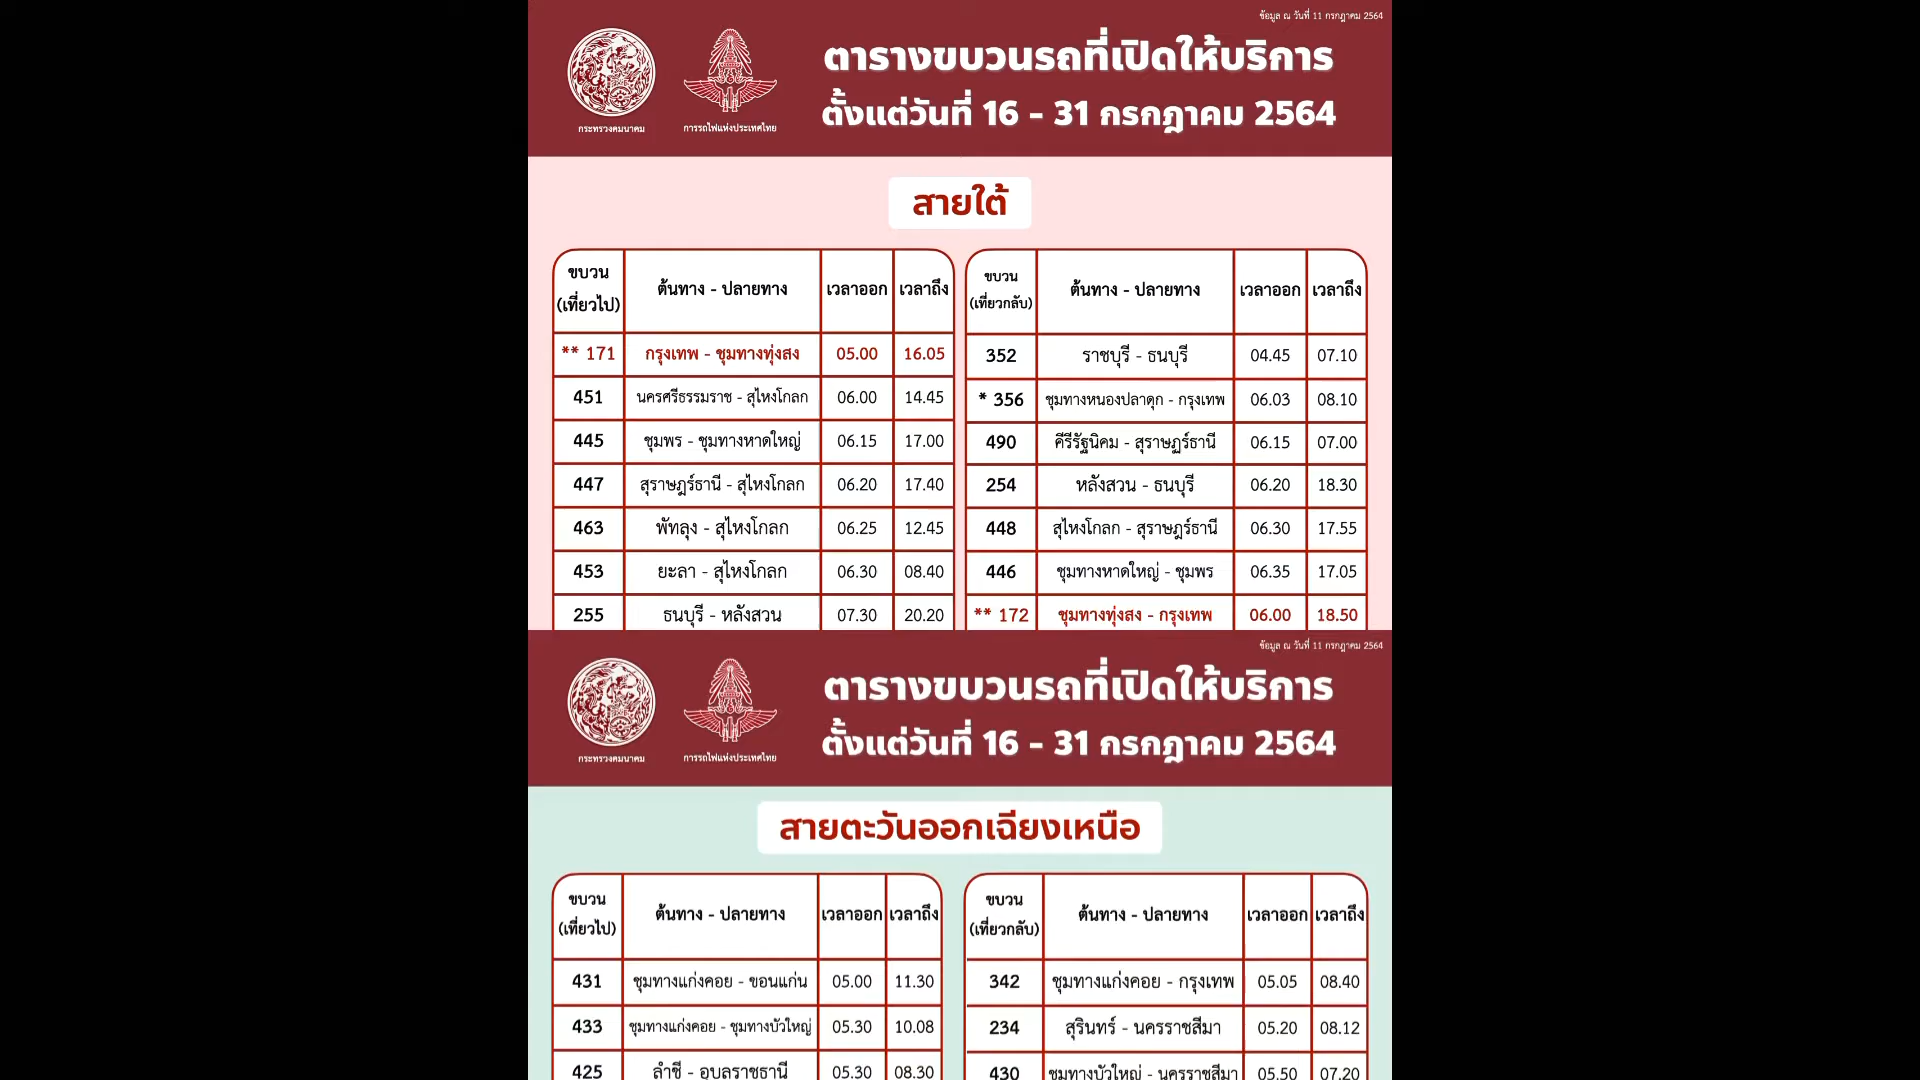 ข้อมูล ณ วันที่ 11 กรกฎาคม 2564
ตารางขบวนรถที่เปิดให้บริการ
ตั้งแต่วันที่ 16 - 31 กรกฎาคม 2564
กระทรวงคมนาคม การรถไฟแห่งประเทศไทย
สายใต้
ขบวน (เที่ยวไป) ต้นทาง - ปลายทาง เวลาออก เวลาถึง
** 171 กรุงเทพ - ชุมทางทุ่งสง 05.00 16.05
451 นครศรีธรรมราช - สุไหงโกลก 06.00 14.45
445 ชุมพร - ชุมทางหาดใหญ่ 06.15 17.00
447 สุราษฎร์ธานี - สุไหงโกลก 06.20 17.40
463 พัทลุง - สุไหงโกลก 06.25 12.45
453 ยะลา - สุไหงโกลก 06.30 08.40
255 ธนบุรี - หลังสวน 07.30 20.20
ขบวน (เที่ยวกลับ) ต้นทาง - ปลายทาง เวลาออก เวลาถึง
352 ราชบุรี - ธนบุรี 04.45 07.10
* 356 ชุมทางหนองปลาดุก - กรุงเทพ 06.03 08.10
490 คีรีรัฐนิคม - สุราษฎร์ธานี 06.15 07.00
254 หลังสวน - ธนบุรี 06.20 18.30
448 สุไหงโกลก - สุราษฎร์ธานี 06.30 17.55
446 ชุมทางหาดใหญ่ - ชุมพร 06.35 17.05
** 172 ชุมทางทุ่งสง - กรุงเทพ 06.00 18.50
ข้อมูล ณ วันที่ 11 กรกฎาคม 2564
ตารางขบวนรถที่เปิดให้บริการ
ตั้งแต่วันที่ 16 - 31 กรกฎาคม 2564
กระทรวงคมนาคม การรถไฟแห่งประเทศไทย
สายตะวันออกเฉียงเหนือ
ขบวน (เที่ยวไป) ต้นทาง - ปลายทาง เวลาออก เวลาถึง
431 ชุมทางแก่งคอย - ขอนแก่น 05.00 11.30
433 ชุมทางแก่งคอย - ชุมทางบัวใหญ่ 05.30 10.08
425 ลำชี - อุบลราชธานี 05.30 08.30
ขบวน (เที่ยวกลับ) ต้นทาง - ปลายทาง เวลาออก เวลาถึง
342 ชุมทางแก่งคอย - กรุงเทพ 05.05 08.40
234 สุรินทร์ - นครราชสีมา 05.20 08.12
430 ชุมทางบัวใหญ่ - นครราชสีมา 05.50 07.20